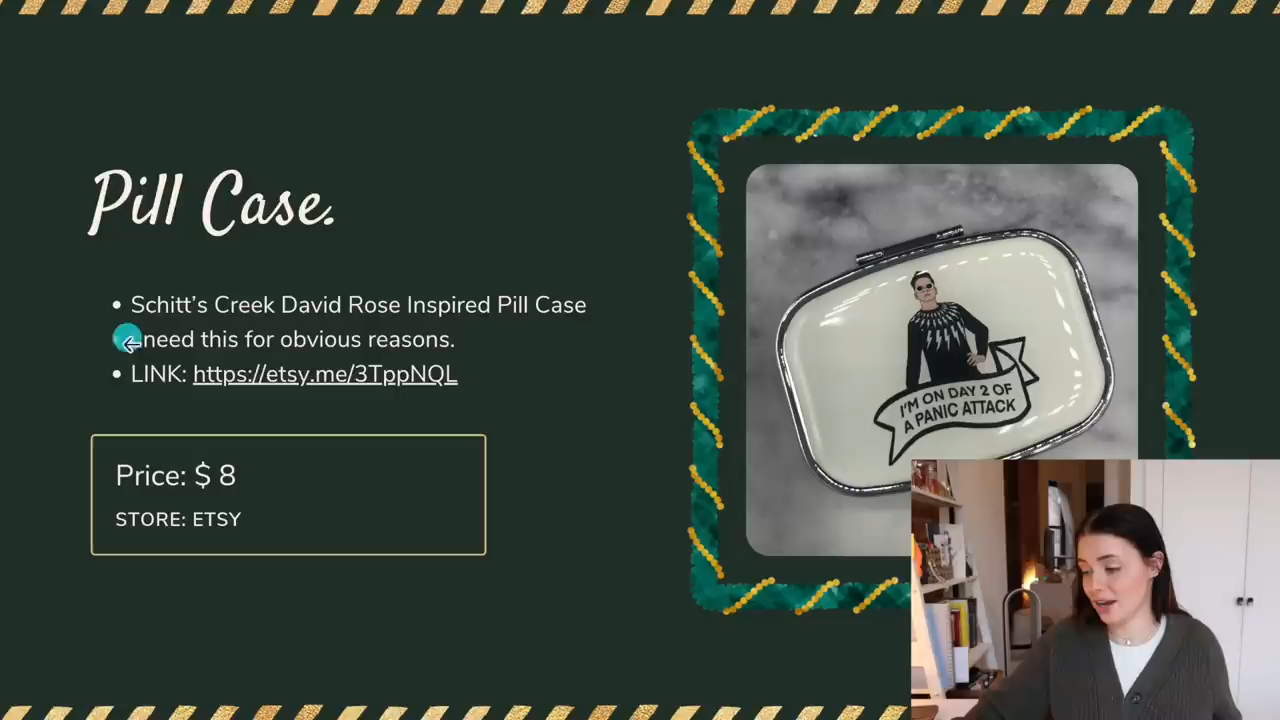 Pill Case.
Schitt's Creek David Rose Inspired Pill Case
need this for obvious reasons.
LINK: https://etsy.me/3TppNQL
Price: $ 8
STORE: ETSY
I'M ON DAY 2 OF
A PANIC ATTACK